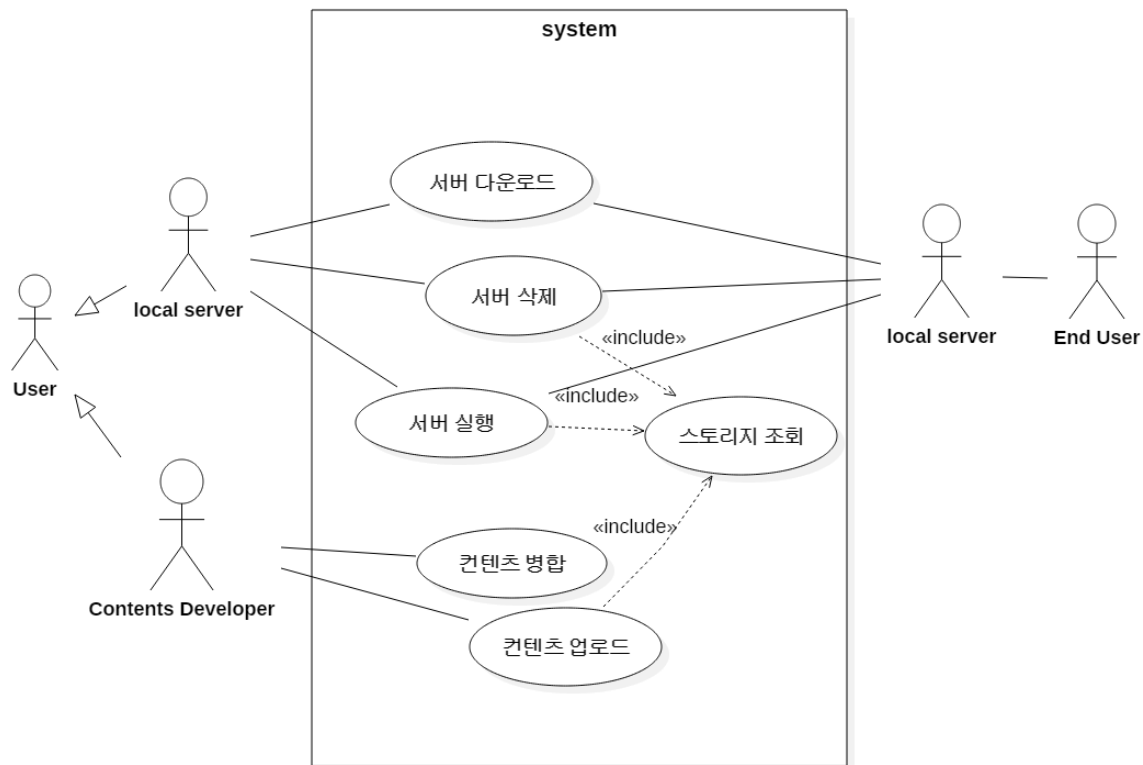 system
서버 다운로드
local server
서버 삭제
local server
End User
«include»
User
«include»
서버 실행
스토리지 조회
«include»
컨텐츠 병합
Contents Developer
컨텐츠 업로드